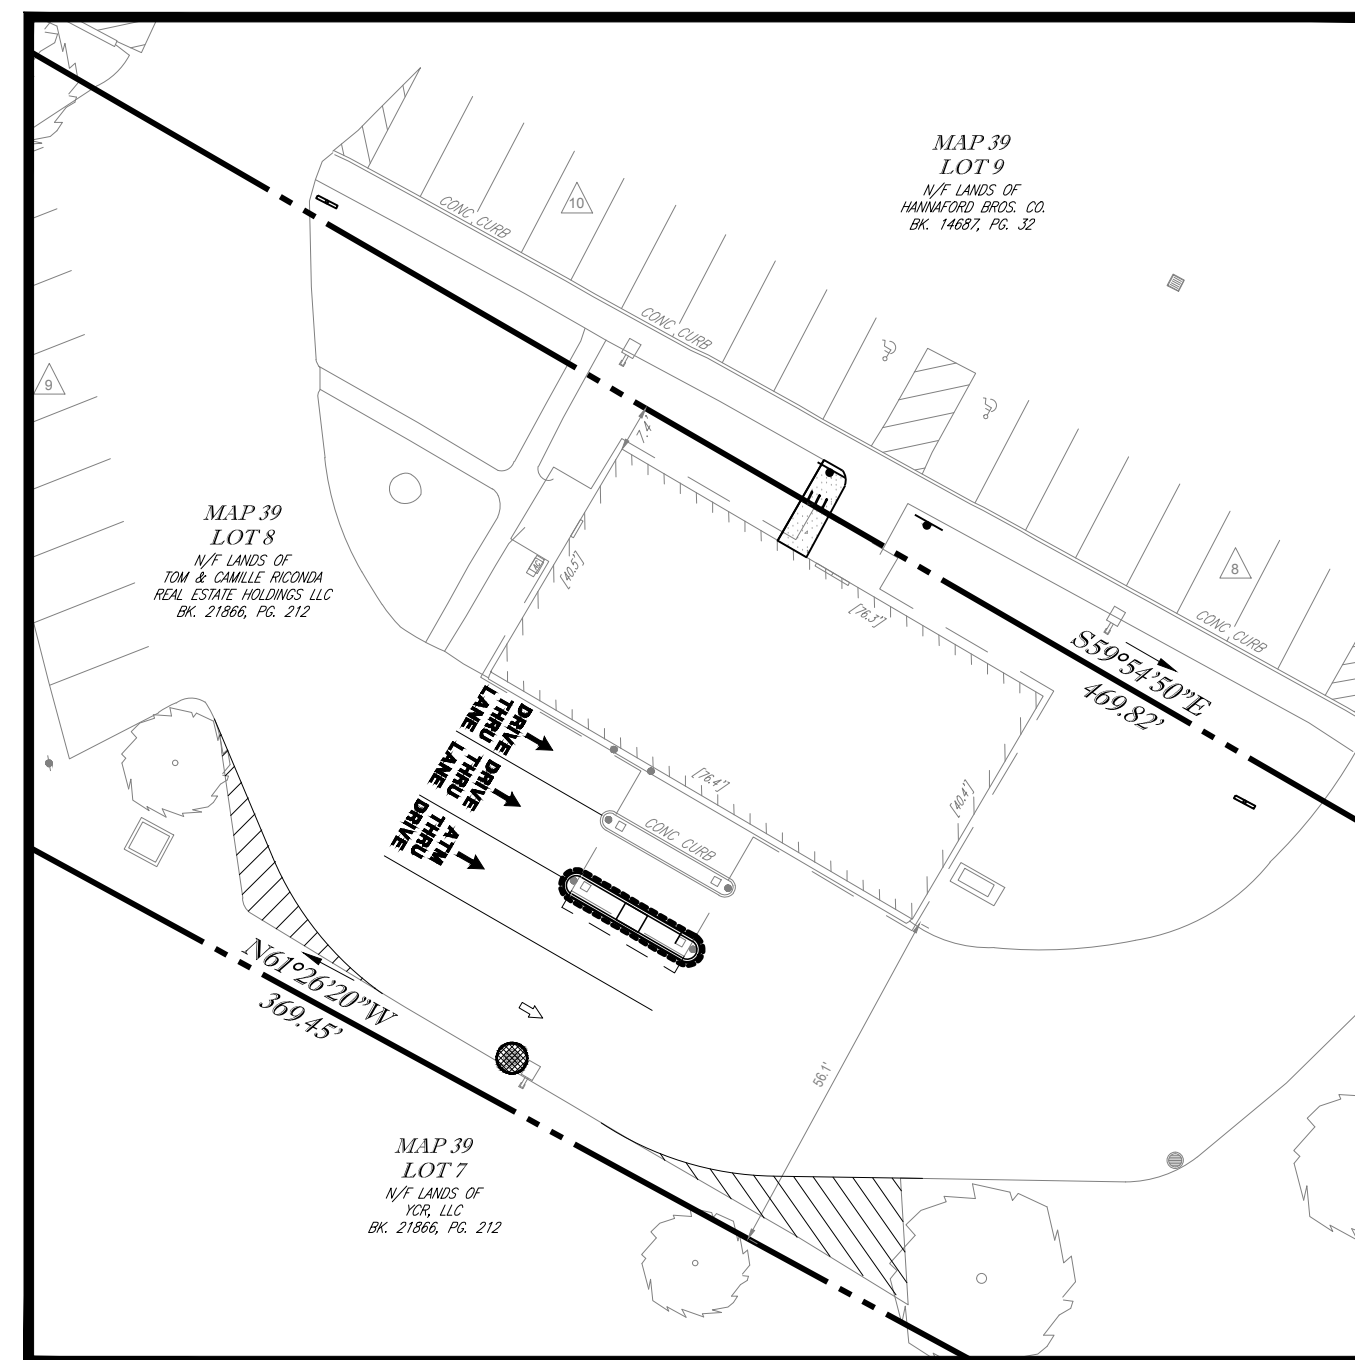 MAP 39
LOT 9
N/F LANDS OF
HANNAFORD BROS. CO.
BK. 14687, PG. 32
10
CONC. CURB
CONC. CURB
9
7.4'
MAP 39
LOT 8
N/F LANDS OF
TOM & CAMILLE RICONDA
REAL ESTATE HOLDINGS LLC
BK. 21866, PG. 212
AC
[40.5']
[76.3']
8
CONC. CURB
S59°54'50"E
469.82'
DRIVE
THRU
LANE
DRIVE
THRU
LANE
ATM
THRU
DRIVE
[76.4']
[40.4']
CONC. CURB
N61°26'20"W
369.45'
56.1'
MAP 39
LOT 7
N/F LANDS OF
YCR, LLC
BK. 21866, PG. 212